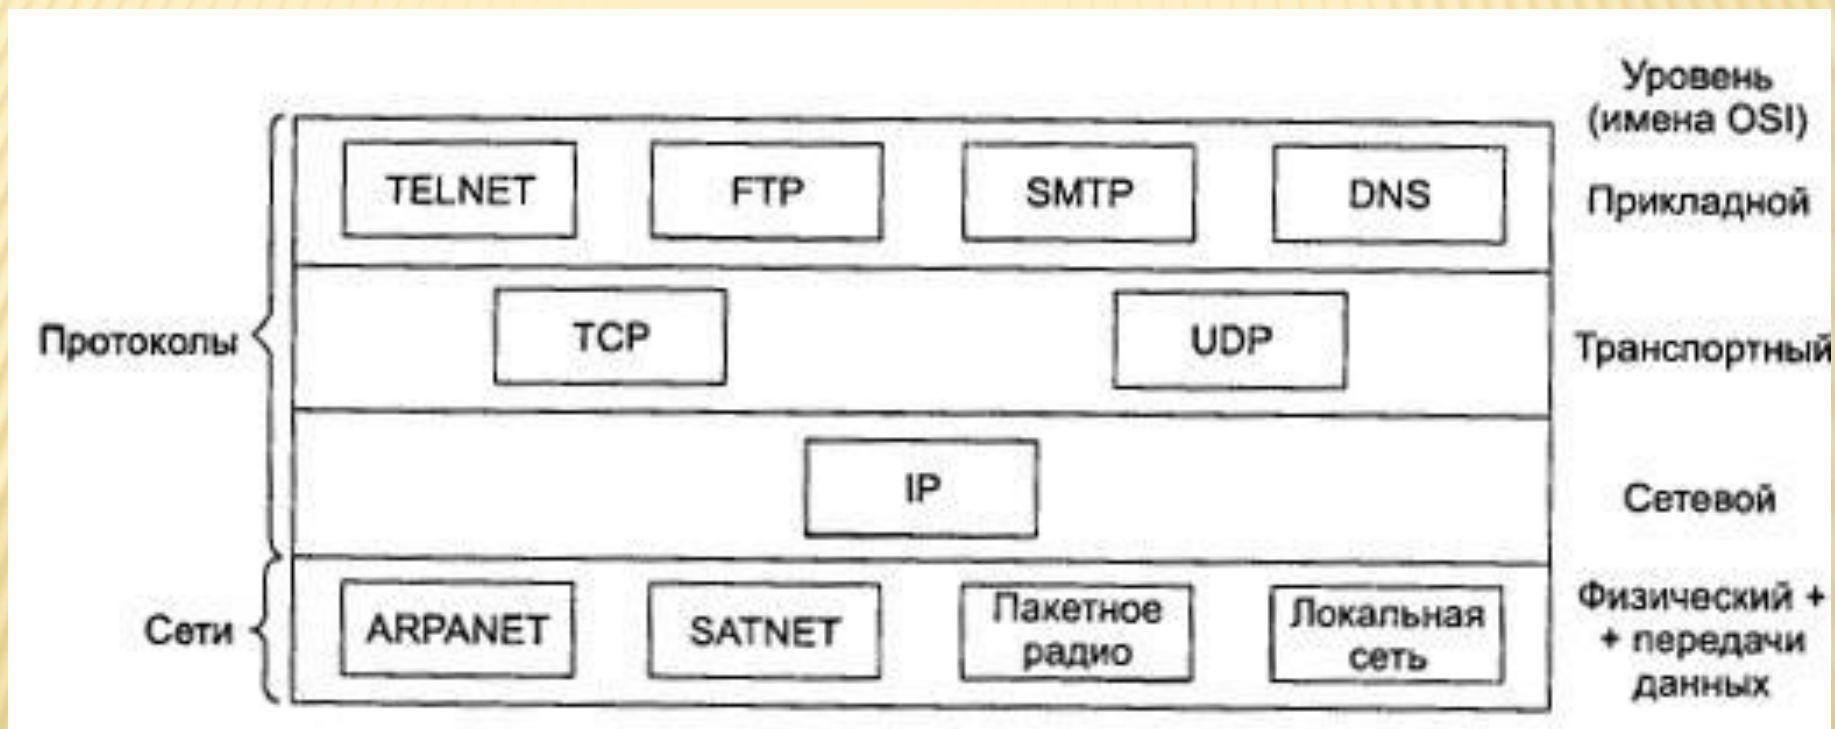 Уровень
(имена OSI)
TELNET
FTP
SMTP
DNS
Прикладной
Протоколы
TCP
UDP
Транспортный
IP
Сетевой
Сети
ARPANET
SATNET
Пакетное
радио
Локальная
сеть
Физический +
+ передачи
данных